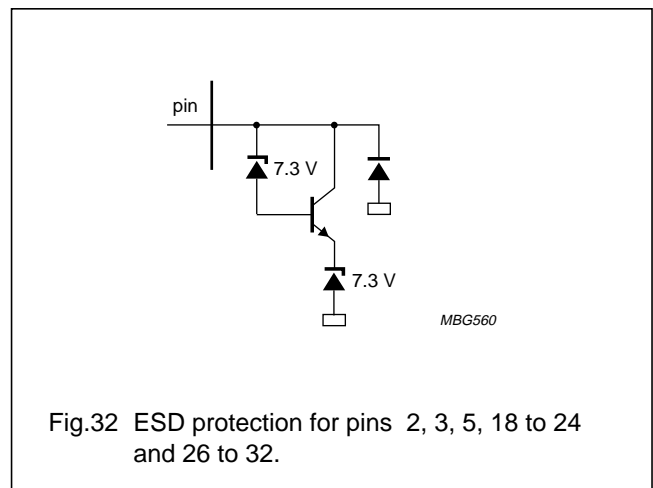 pin
7.3 V
7.3 V
MBG560
Fig.32 ESD protection for pins 2, 3, 5, 18 to 24
and 26 to 32.